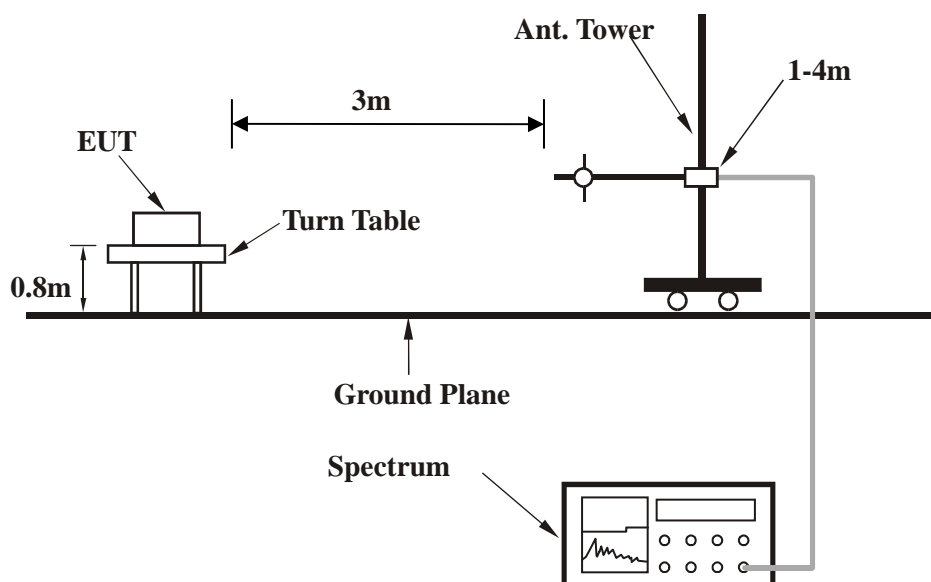 Ant. Tower
1-4m
3m
EUT
Turn Table
0.8m
Ground Plane
Spectrum